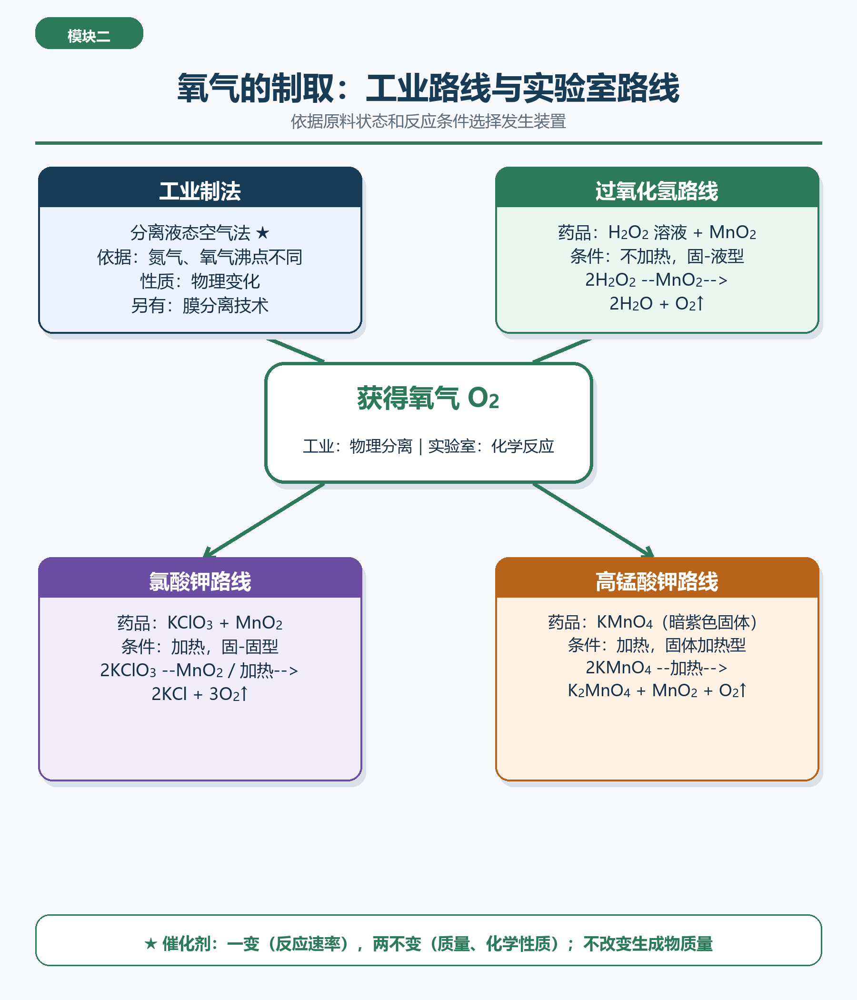 模块二
氧气的制取：工业路线与实验室路线
依据原料状态和反应条件选择发生装置
工业制法
分离液态空气法 ★
依据：氮气、氧气沸点不同
性质：物理变化
另有：膜分离技术
过氧化氢路线
药品：H₂O₂ 溶液 + MnO₂
条件：不加热，固-液型
2H₂O₂ --MnO₂-->
2H₂O + O₂↑
获得氧气 O₂
工业：物理分离 | 实验室：化学反应
氯酸钾路线
药品：KClO₃ + MnO₂
条件：加热，固-固型
2KClO₃ --MnO₂ / 加热-->
2KCl + 3O₂↑
高锰酸钾路线
药品：KMnO₄（暗紫色固体）
条件：加热，固体加热型
2KMnO₄ --加热-->
K₂MnO₄ + MnO₂ + O₂↑
★ 催化剂：一变（反应速率），两不变（质量、化学性质）；不改变生成物质量